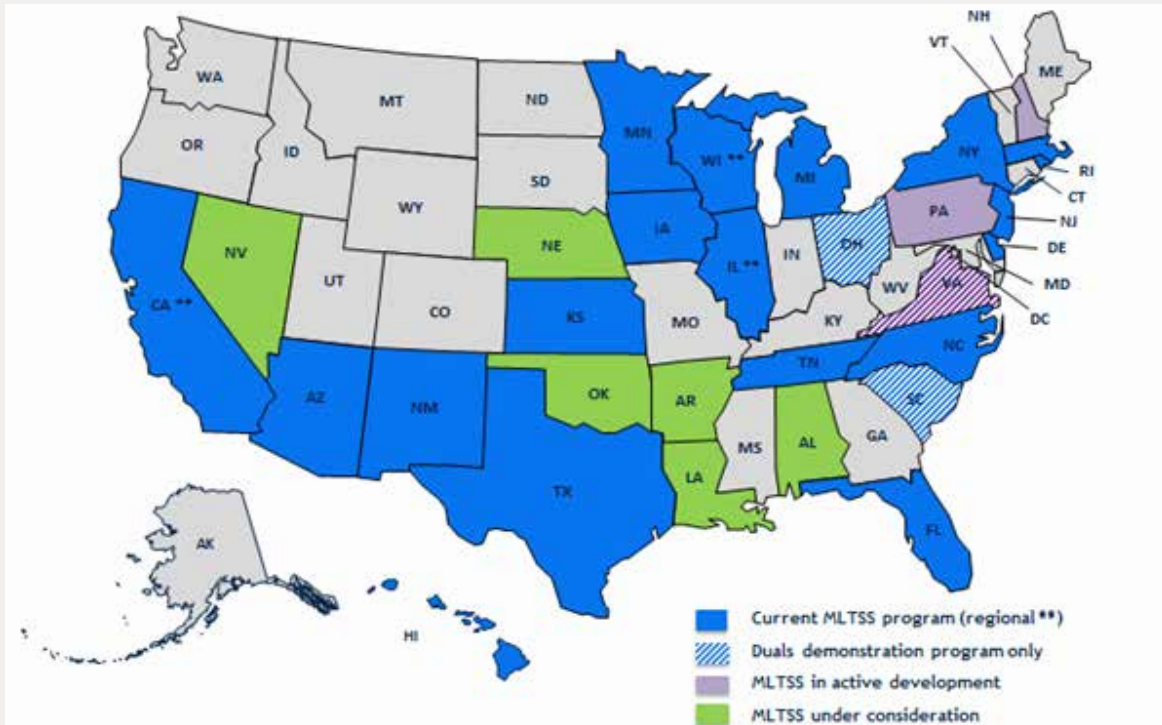 NH
VT
ME
WA
MT
ND
MN
OR
ID
SD
WI **
MI
NY
RI
CT
WY
IA
PA
NJ
NE
NV
UT
IL **
IN
OH
DE
MD
WV
VA
DC
CA **
CO
KS
MO
KY
NC
TN
AZ
NM
OK
AR
SC
MS
AL
GA
LA
TX
FL
AK
HI
Current MLTSS program (regional **)
Duals demonstration program only
MLTSS in active development
MLTSS under consideration